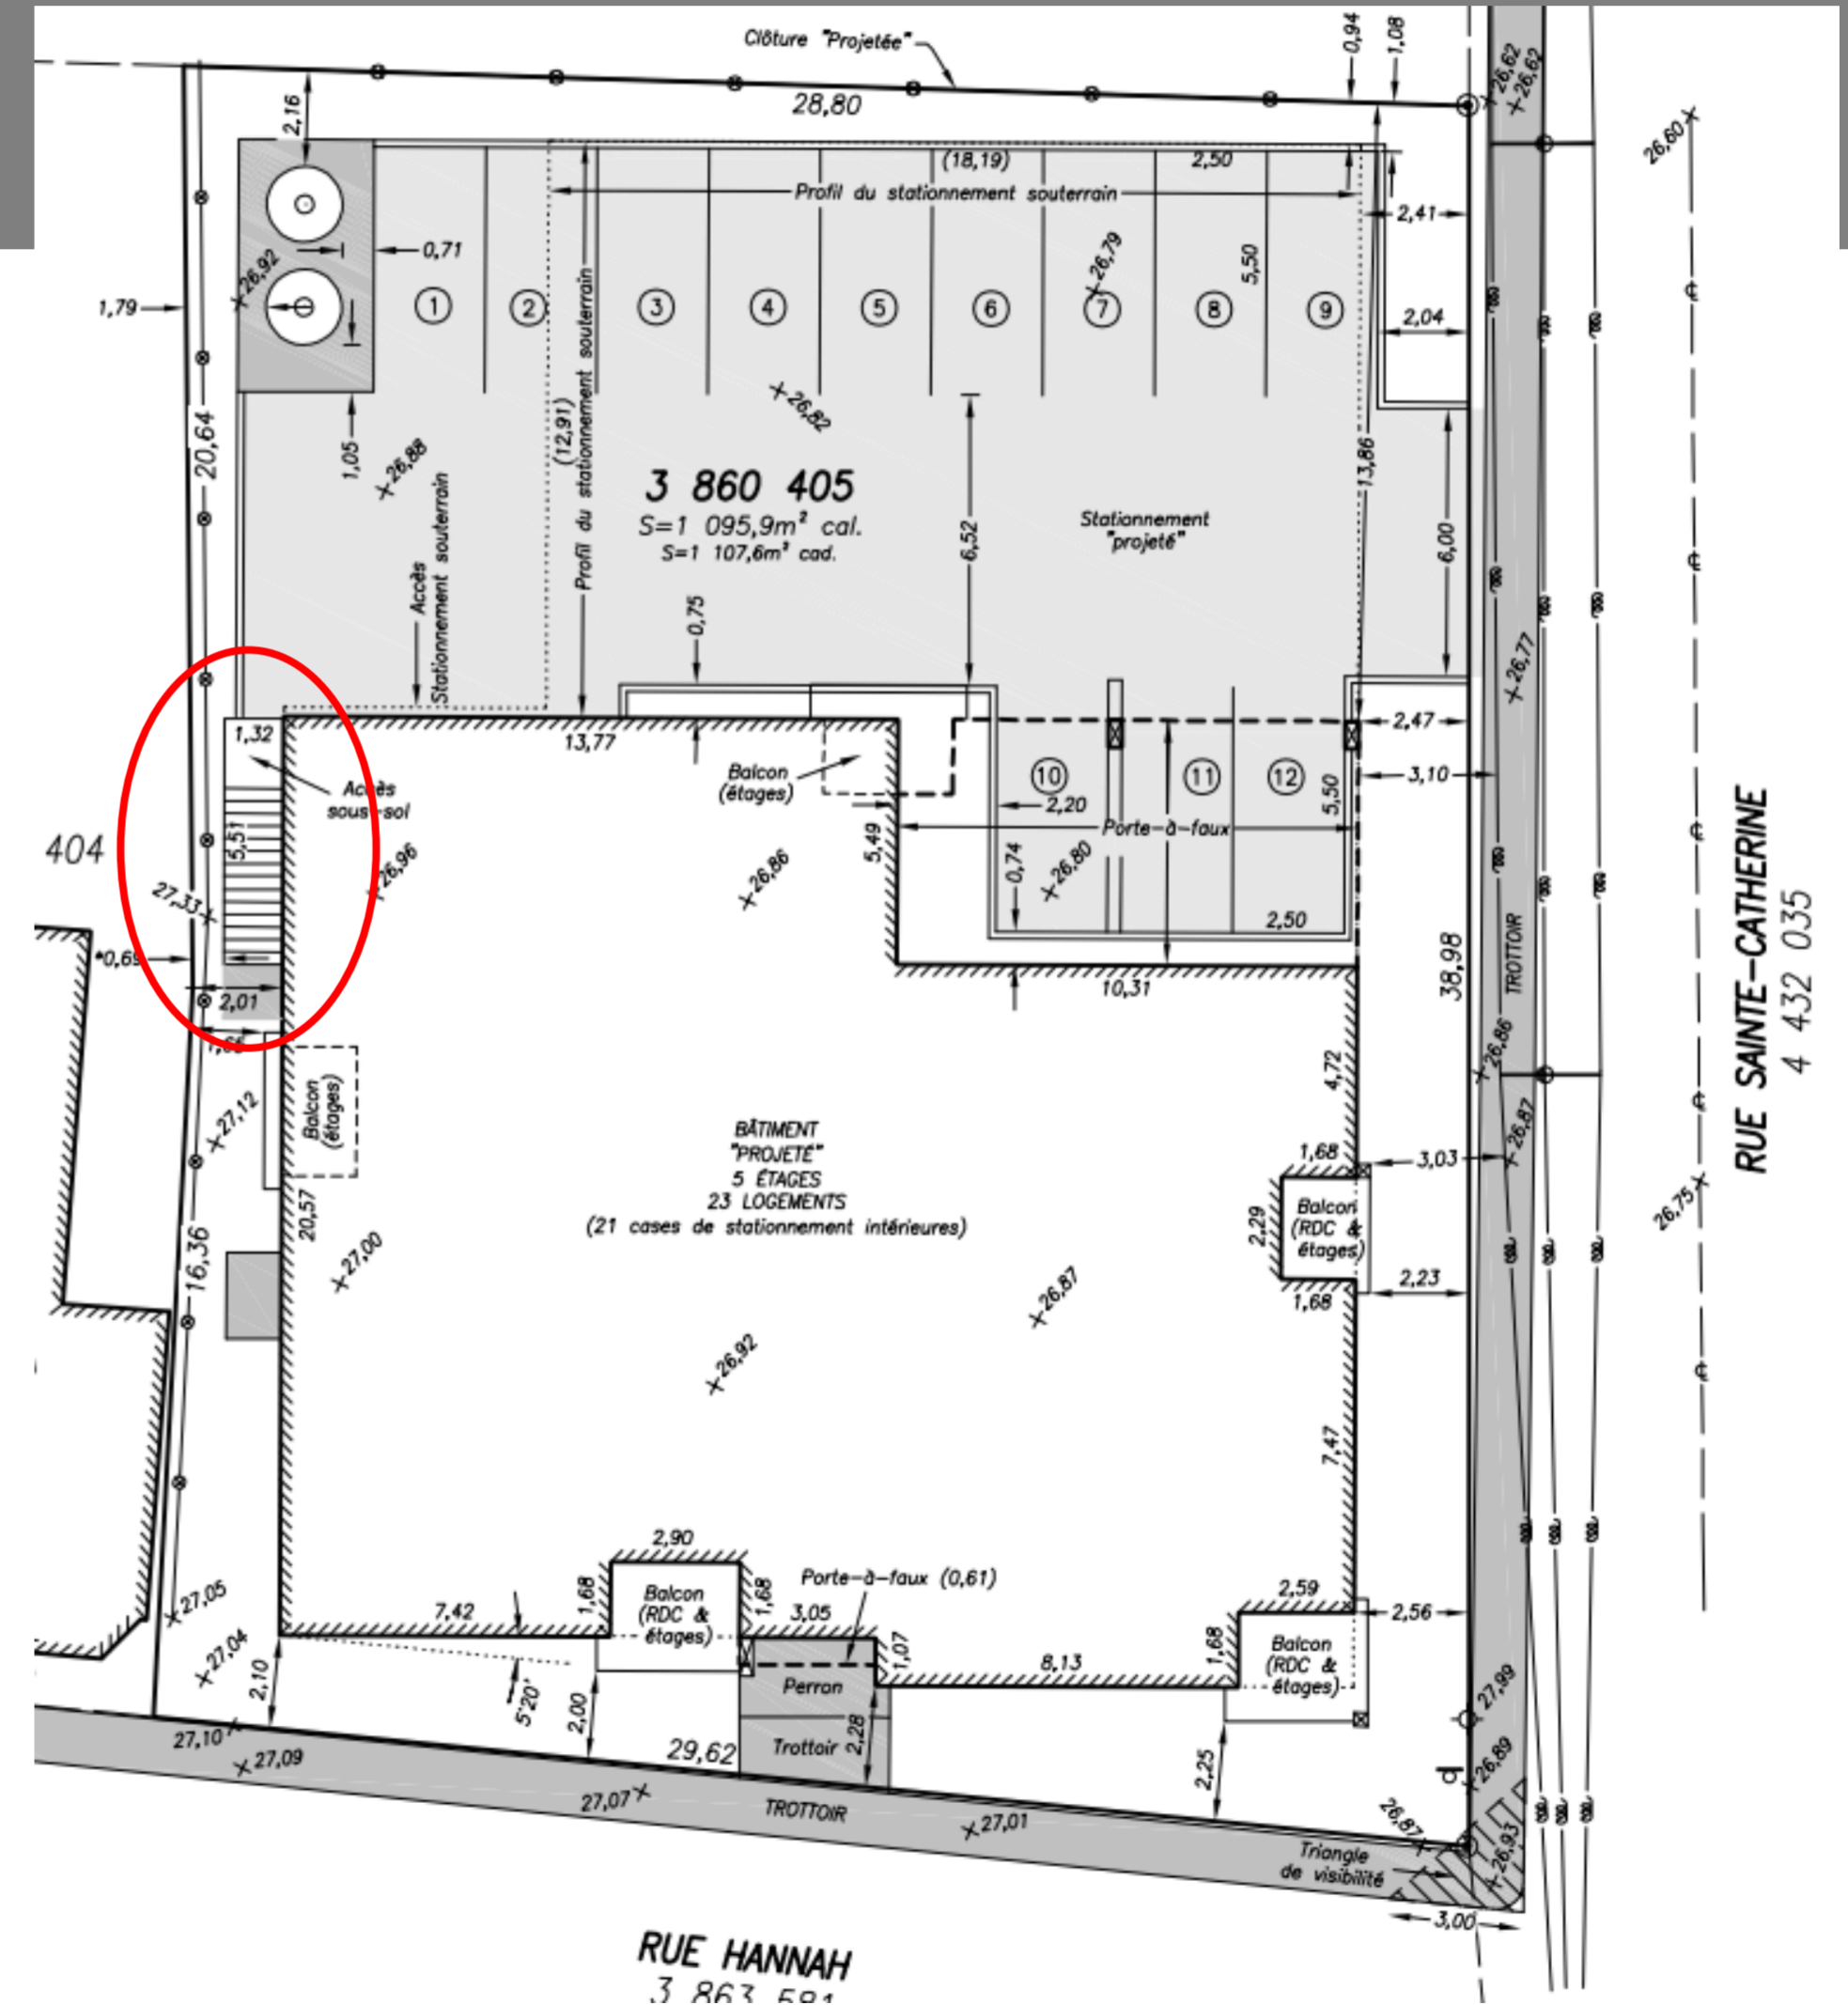 Clôture "Projetée"
0,94
1,08
26,62
26,62
2,16
28,80
26,60
(18,19)
2,50
Profil du stationnement souterrain
2,41
26,92
0,71
26,79
5,50
1,79
1
2
3
4
5
6
7
8
9
2,04
20,64
1,05
26,88
(12,91)
Profil du stationnement souterrain
26,82
13,86
3 860 405
S=1 095,9m² cal.
S=1 107,6m² cad.
Stationnement
"projeté"
6,52
6,00
Accès
Stationnement souterrain
0,75
26,77
1,32
13,77
2,47
Accès
sous-sol
Balcon
(étages)
10
11
12
3,10
2,20
5,50
Porte-à-faux
404
5,51
26,96
26,86
5,49
0,74
26,80
27,33
2,50
TROTTOIR
RUE SAINTE-CATHERINE
4 432 035
*0,69
2,01
10,31
38,98
26,86
27,12
Balcon
(étages)
4,72
26,87
BÂTIMENT
"PROJETÉ"
5 ÉTAGES
23 LOGEMENTS
(21 cases de stationnement intérieures)
1,68
3,03
26,75
20,57
2,29
Balcon
(RDC &
étages)
16,36
27,00
26,87
2,23
1,68
26,92
7,47
2,90
Porte-à-faux (0,61)
27,05
7,42
1,68
Balcon
(RDC &
étages)
1,68
3,05
2,59
2,56
27,04
2,10
1,07
8,13
1,68
Balcon
(RDC &
étages)
5°20'
2,00
Perron
27,99
27,10
27,09
29,62
Trottoir
2,28
2,25
26,89
27,07
TROTTOIR
27,01
26,87
26,93
Triangle
de visibilité
3,00
RUE HANNAH